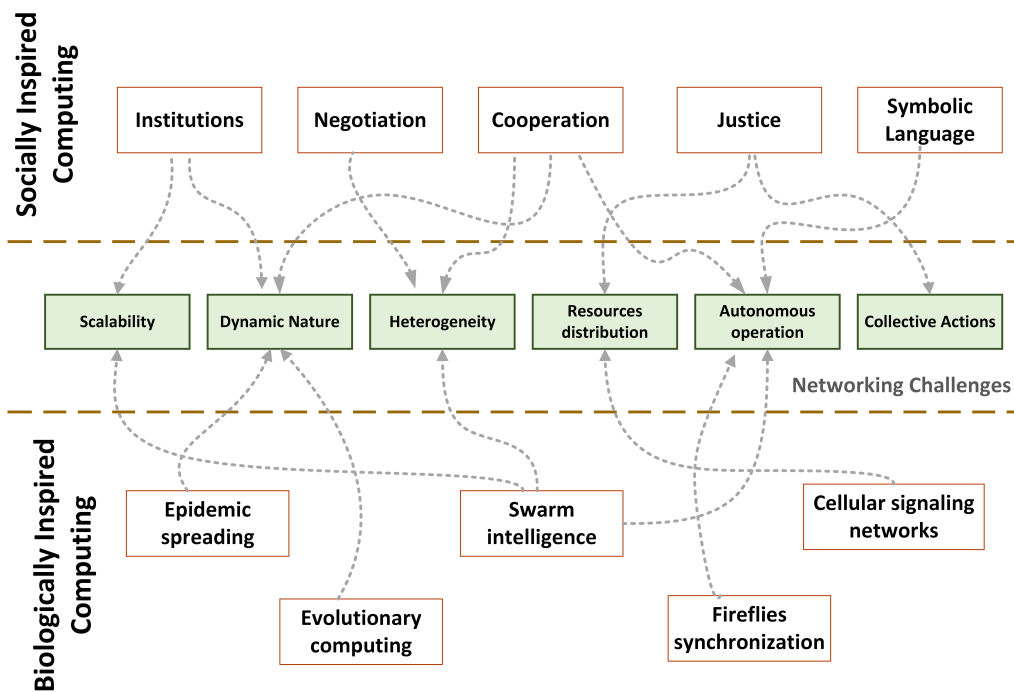 Socially Inspired
Computing
Institutions
Negotiation
Cooperation
Justice
Symbolic
Language
Scalability
Dynamic Nature
Heterogeneity
Resources
distribution
Autonomous
operation
Collective Actions
Networking Challenges
Biologically Inspired
Computing
Epidemic
spreading
Swarm
intelligence
Cellular signaling
networks
Evolutionary
computing
Fireflies
synchronization